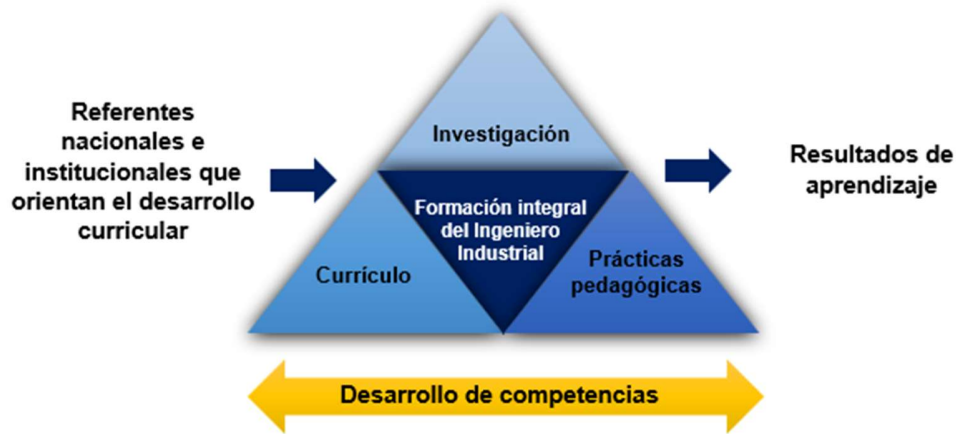 Referentes
nacionales e
institucionales que
orientan el desarrollo
curricular
Investigación
Formación integral
del Ingeniero
Industrial
Currículo
Prácticas
pedagógicas
Resultados de
aprendizaje
Desarrollo de competencias